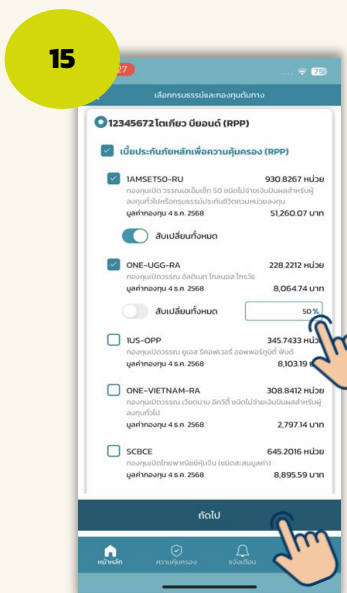 15
27
75
เลือกกรมธรรม์และกองทุนต้นทาง
12345672 โตเกียว บียอนด์ (RPP)
เบี้ยประกันภัยหลักเพื่อความคุ้มครอง (RPP)
1AMSET50-RU 930.8267 หน่วย
กองทุนเปิด วรรณเอเอ็มเซ็ท 50 ชนิดไม่จ่ายเงินปันผลสำหรับผู้
ลงทุนทั่วไปหรือกรมธรรม์ประกันชีวิตควบหน่วยลงทุน
มูลค่ากองทุน 4 ธ.ค. 2568 51,260.07 บาท
สับเปลี่ยนทั้งหมด
ONE-UGG-RA 228.2212 หน่วย
กองทุนเปิดวรรณ อัลติเมท โกลบอล โกรว์ธ
มูลค่ากองทุน 4 ธ.ค. 2568 8,064.74 บาท
สับเปลี่ยนทั้งหมด 50 %
1US-OPP 345.7433 หน่วย
กองทุนเปิดวรรณ ยูเอส รีคอฟเวอรี่ ออพพอร์ทูนิตี้ ฟันด์
มูลค่ากองทุน 4 ธ.ค. 2568 8,103.19
ONE-VIETNAM-RA 308.8412 หน่วย
กองทุนเปิดวรรณ เวียดนาม อิควิตี้ ชนิดไม่จ่ายเงินปันผลสำหรับผู้
ลงทุนทั่วไป
มูลค่ากองทุน 4 ธ.ค. 2568 2,797.14 บาท
SCBCE 645.2016 หน่วย
กองทุนเปิดไทยพาณิชย์หุ้นจีน (ชนิดสะสมมูลค่า)
มูลค่ากองทุน 4 ธ.ค. 2568 8,895.59 บาท
ถัดไป
หน้าหลัก ความคุ้มครอง แจ้งเตือน